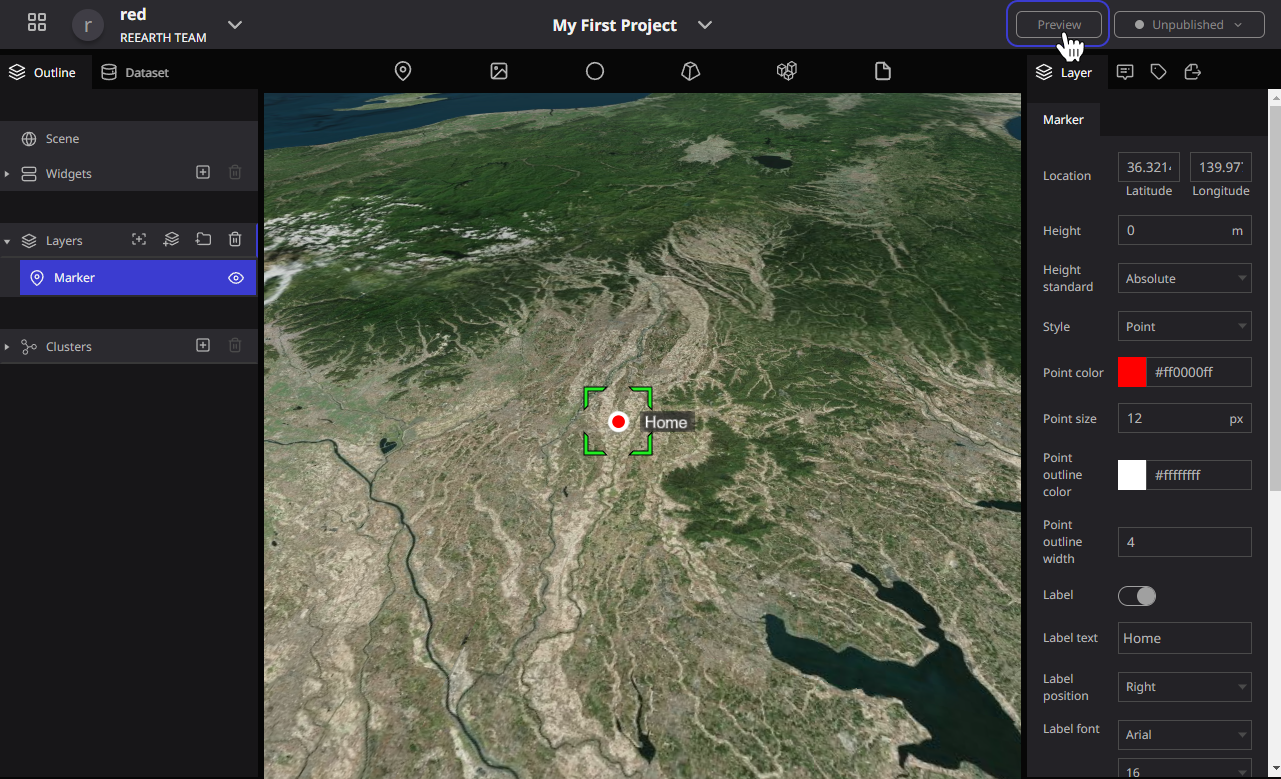 r
red
REEARTH TEAM
My First Project
Preview
Unpublished
Outline
Dataset
Layer
Scene
Widgets
Layers
Marker
Clusters
Home
Marker
Location
36.3214
139.97
Latitude
Longitude
Height
0
m
Height standard
Absolute
Style
Point
Point color
#ff0000ff
Point size
12
px
Point outline color
#ffffffff
Point outline width
4
Label
Label text
Home
Label position
Right
Label font
Arial
16